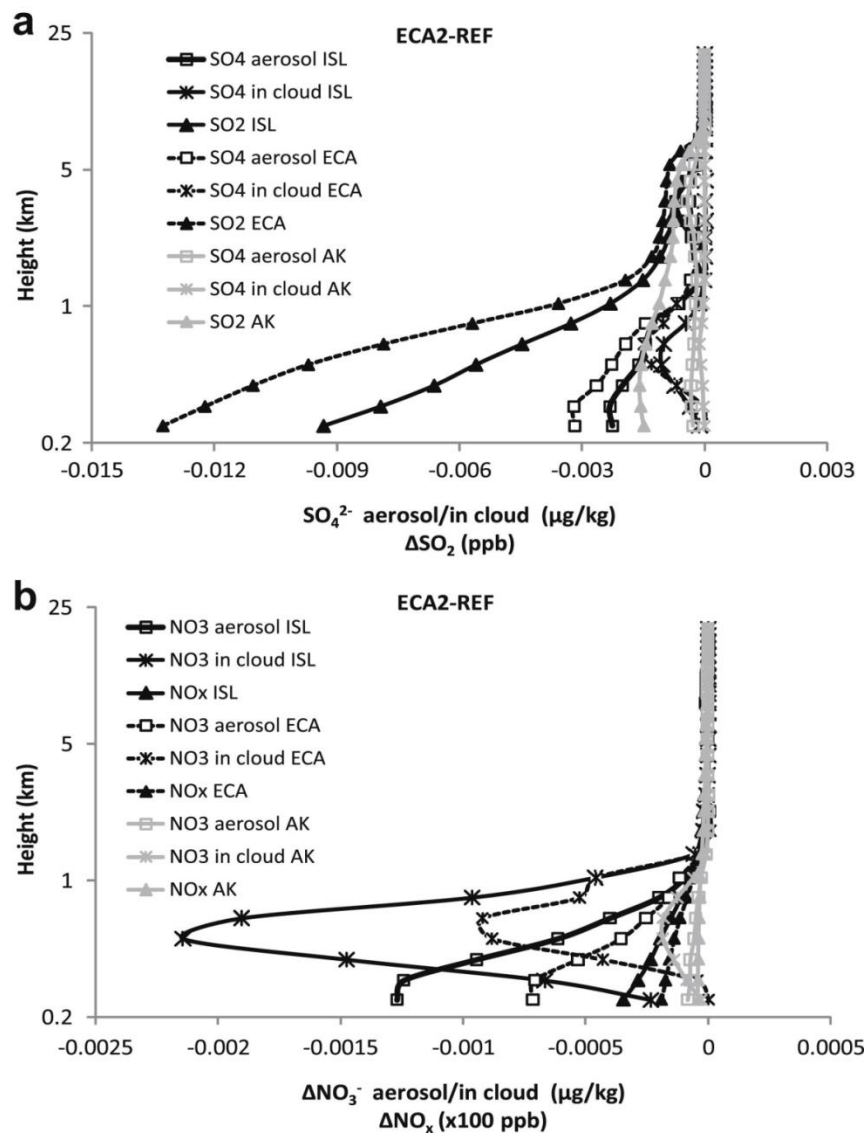 a
ECA2-REF
25
5
1
0.2
Height (km)
SO4 aerosol ISL
SO4 in cloud ISL
SO2 ISL
SO4 aerosol ECA
SO4 in cloud ECA
SO2 ECA
SO4 aerosol AK
SO4 in cloud AK
SO2 AK
-0.015 -0.012 -0.009 -0.006 -0.003 0 0.003
SO₄²⁻ aerosol/in cloud (µg/kg)
ΔSO₂ (ppb)
b
ECA2-REF
25
5
1
0.2
Height (km)
NO3 aerosol ISL
NO3 in cloud ISL
NOx ISL
NO3 aerosol ECA
NO3 in cloud ECA
NOx ECA
NO3 aerosol AK
NO3 in cloud AK
NOx AK
-0.0025 -0.002 -0.0015 -0.001 -0.0005 0 0.0005
ΔNO₃⁻ aerosol/in cloud (µg/kg)
ΔNOₓ (x100 ppb)